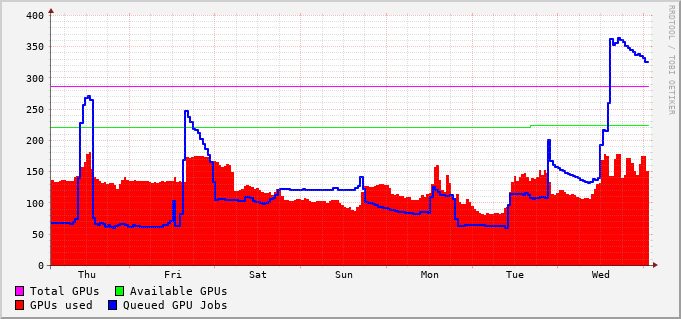 400
350
300
250
200
150
100
50
0
Thu Fri Sat Sun Mon Tue Wed
Total GPUs Available GPUs
GPUs used Queued GPU Jobs
RRDTOOL / TOBI OETIKER